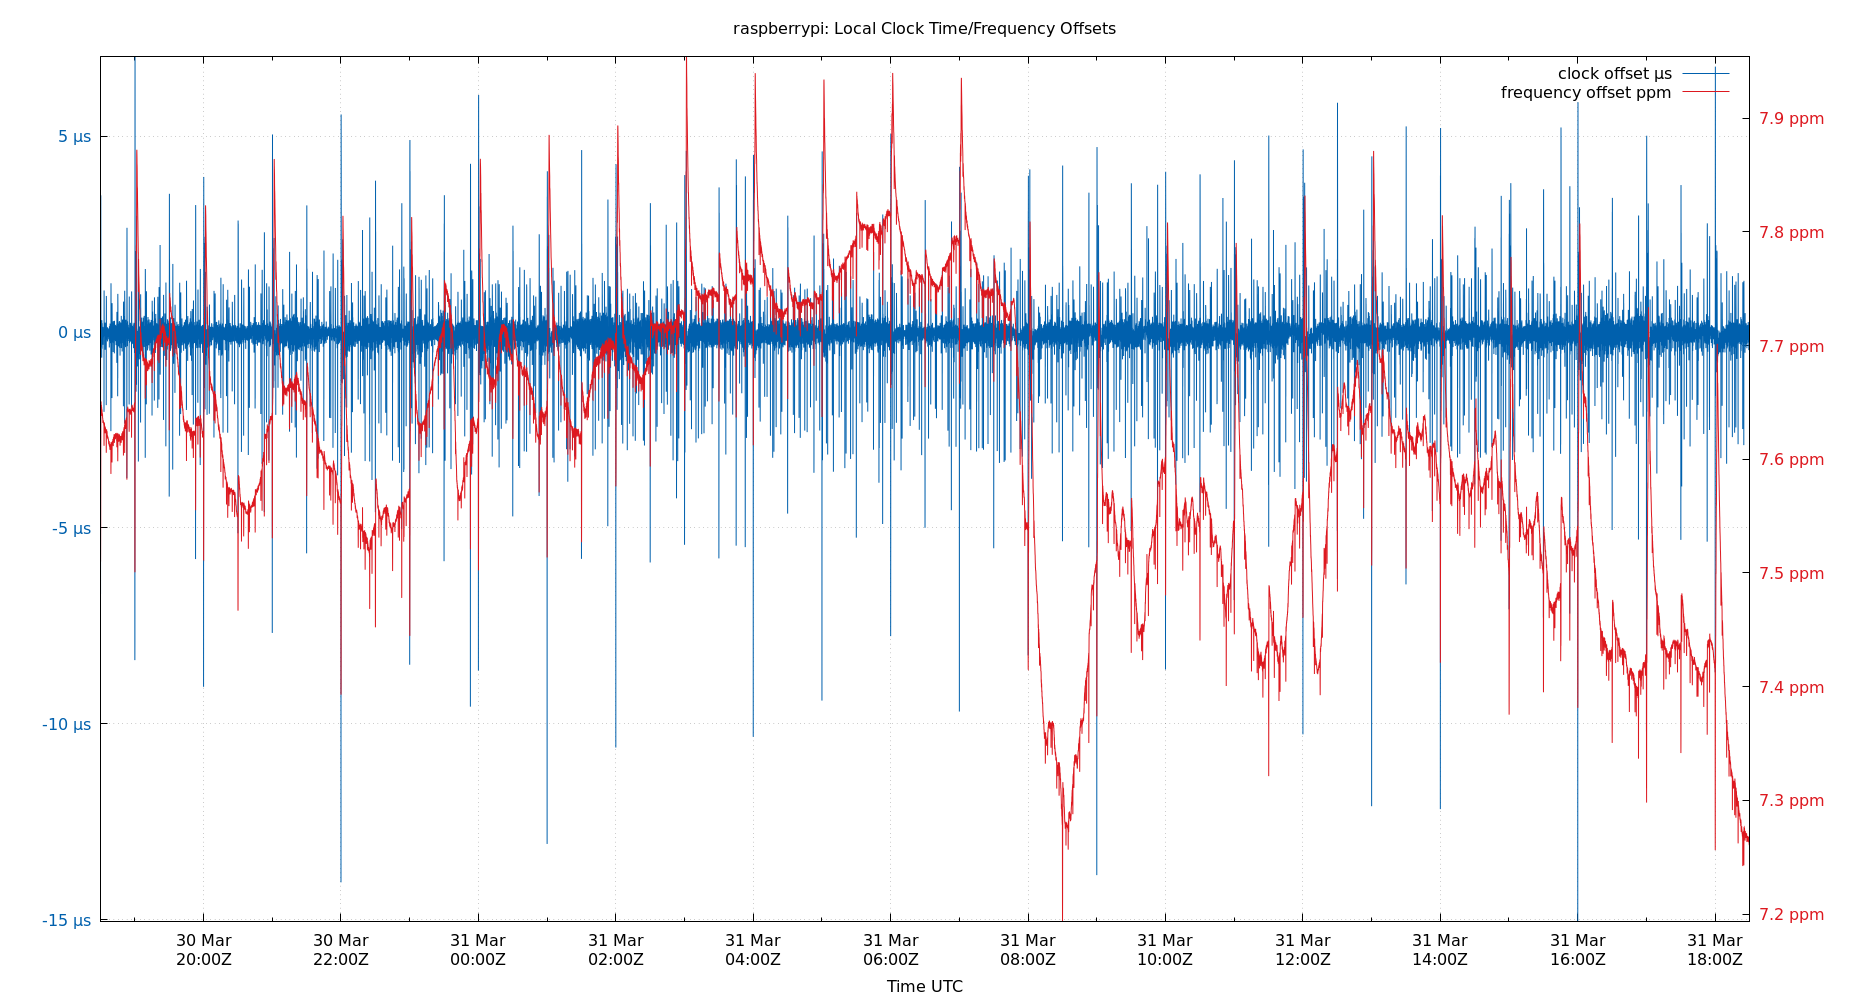 raspberrypi: Local Clock Time/Frequency Offsets
clock offset µs
frequency offset ppm
5 µs
0 µs
-5 µs
-10 µs
-15 µs
7.9 ppm
7.8 ppm
7.7 ppm
7.6 ppm
7.5 ppm
7.4 ppm
7.3 ppm
7.2 ppm
30 Mar 30 Mar 31 Mar 31 Mar 31 Mar 31 Mar 31 Mar 31 Mar 31 Mar 31 Mar 31 Mar 31 Mar
20:00Z 22:00Z 00:00Z 02:00Z 04:00Z 06:00Z 08:00Z 10:00Z 12:00Z 14:00Z 16:00Z 18:00Z
Time UTC